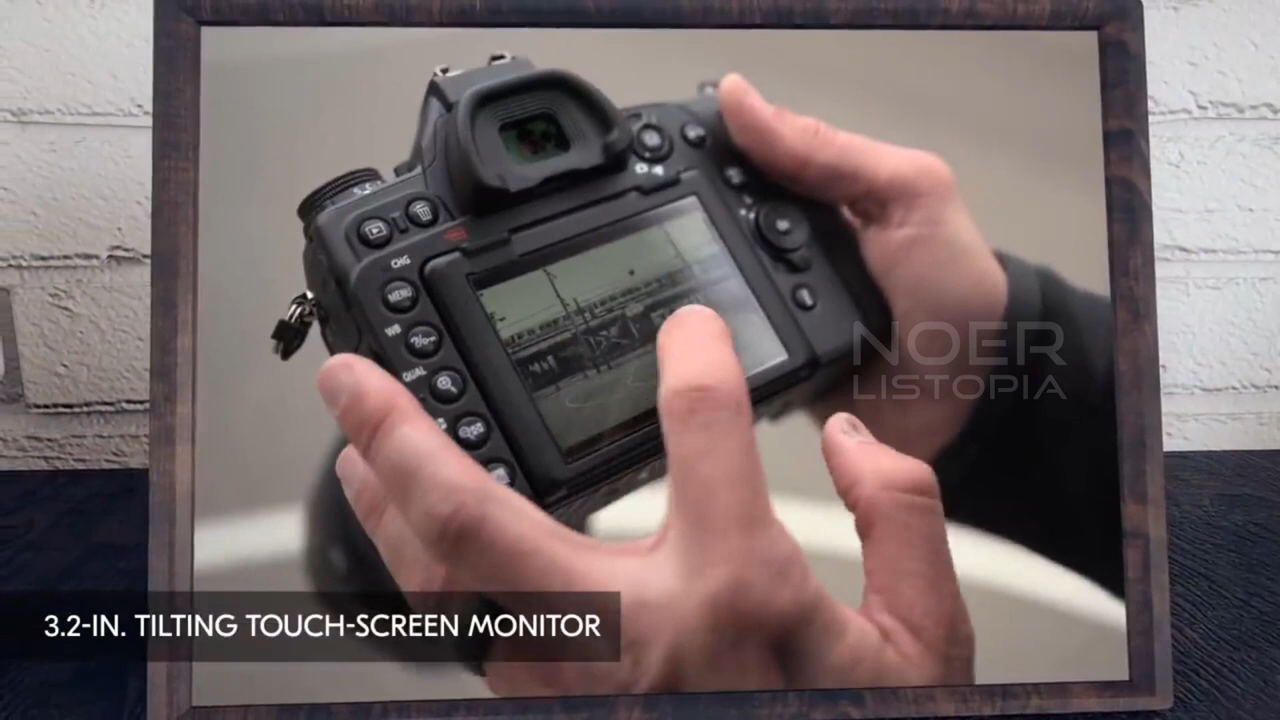 CHG
MENU
WB
QUAL
NOER
LISTOPIA
3.2-IN. TILTING TOUCH-SCREEN MONITOR